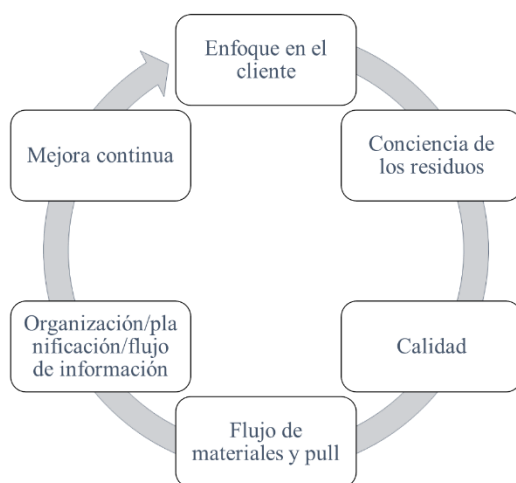 Enfoque en el
cliente
Conciencia de
los residuos
Calidad
Flujo de
materiales y pull
Organización/pla
nificación/flujo
de información
Mejora continua